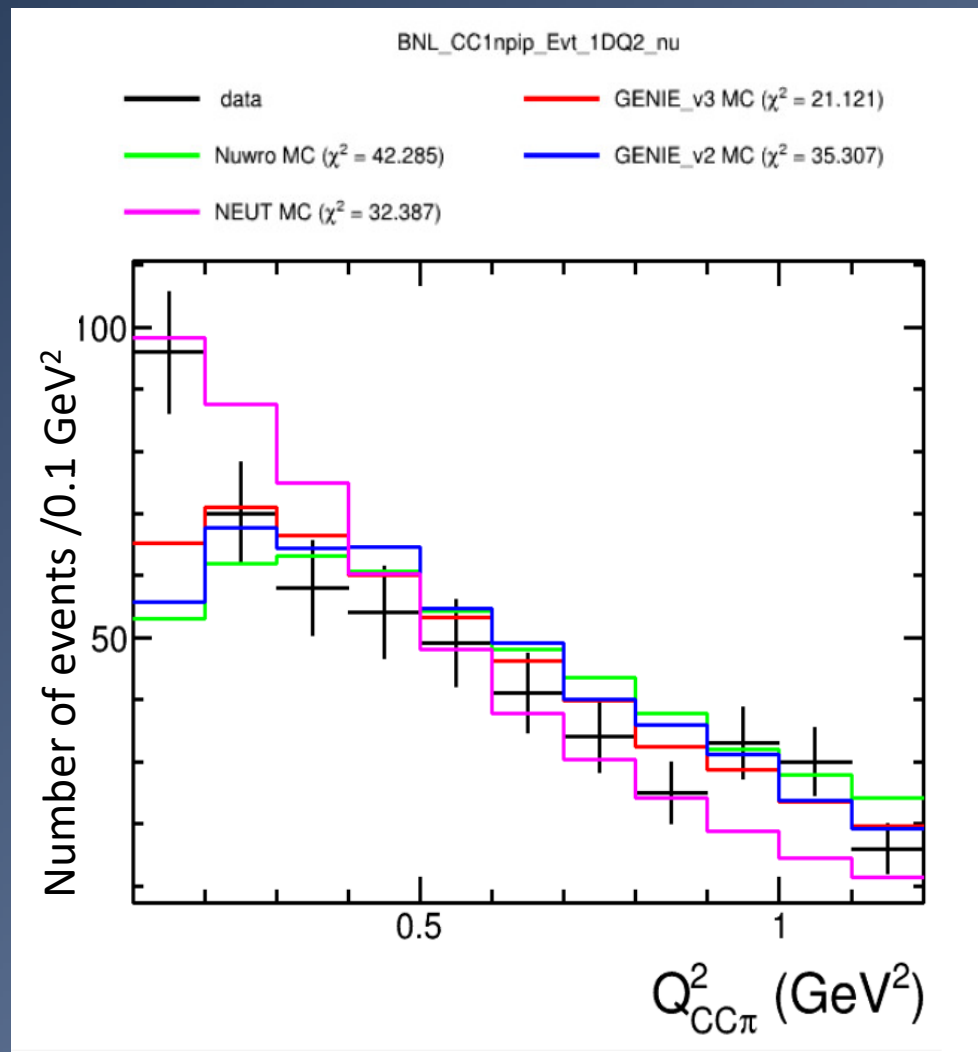 BNL_CC1npip_Evt_1DQ2_nu
data
GENIE_v3 MC (χ² = 21.121)
Nuwro MC (χ² = 42.285)
GENIE_v2 MC (χ² = 35.307)
NEUT MC (χ² = 32.387)
Number of events /0.1 GeV²
100
50
0.5
1
Q²CCπ (GeV²)